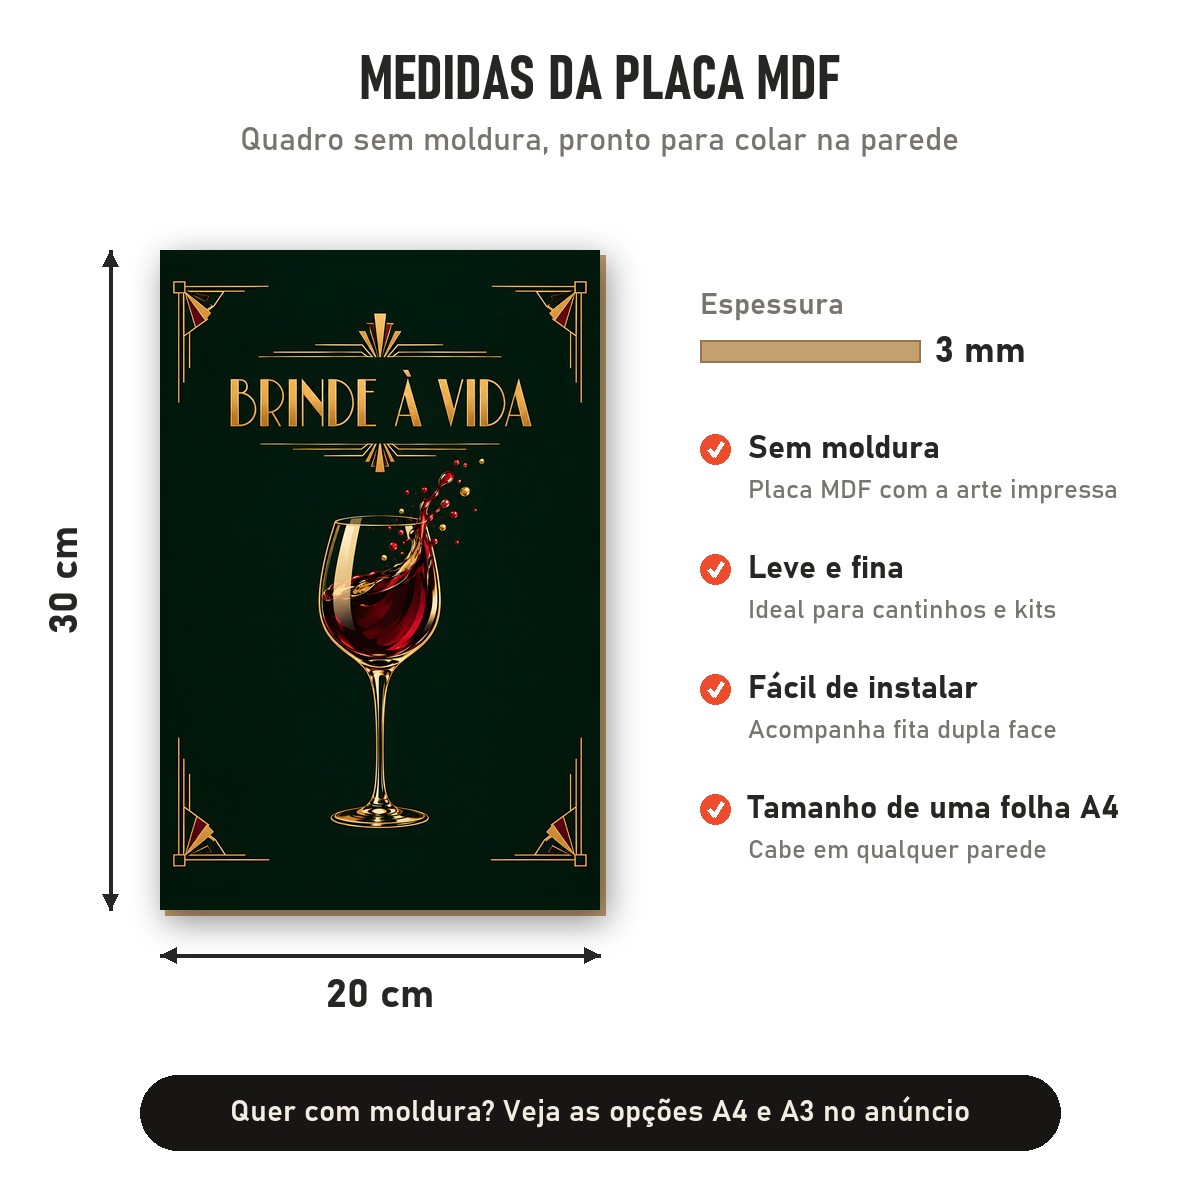 MEDIDAS DA PLACA MDF
Quadro sem moldura, pronto para colar na parede
BRINDE À VIDA
30 cm
20 cm
Espessura
3 mm
Sem moldura
Placa MDF com a arte impressa
Leve e fina
Ideal para cantinhos e kits
Fácil de instalar
Acompanha fita dupla face
Tamanho de uma folha A4
Cabe em qualquer parede
Quer com moldura? Veja as opções A4 e A3 no anúncio